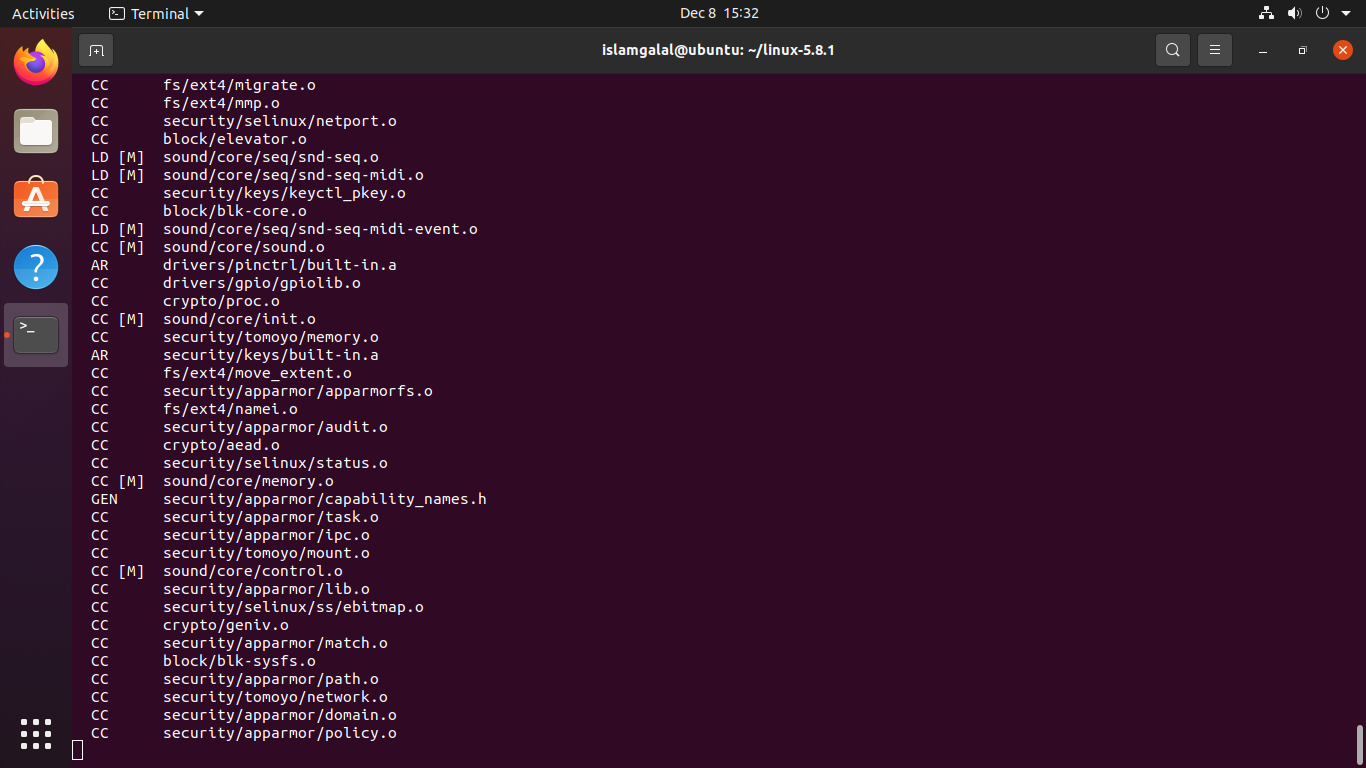 Activities Terminal Dec 8 15:32
islamgalal@ubuntu: ~/linux-5.8.1
CC fs/ext4/migrate.o
CC fs/ext4/mmp.o
CC security/selinux/netport.o
CC block/elevator.o
LD [M] sound/core/seq/snd-seq.o
LD [M] sound/core/seq/snd-seq-midi.o
CC security/keys/keyctl_pkey.o
CC block/blk-core.o
LD [M] sound/core/seq/snd-seq-midi-event.o
CC [M] sound/core/sound.o
AR drivers/pinctrl/built-in.a
CC drivers/gpio/gpiolib.o
CC crypto/proc.o
CC [M] sound/core/init.o
CC security/tomoyo/memory.o
AR security/keys/built-in.a
CC fs/ext4/move_extent.o
CC security/apparmor/apparmorfs.o
CC fs/ext4/namei.o
CC security/apparmor/audit.o
CC crypto/aead.o
CC security/selinux/status.o
CC [M] sound/core/memory.o
GEN security/apparmor/capability_names.h
CC security/apparmor/task.o
CC security/apparmor/ipc.o
CC security/tomoyo/mount.o
CC [M] sound/core/control.o
CC security/apparmor/lib.o
CC security/selinux/ss/ebitmap.o
CC crypto/geniv.o
CC security/apparmor/match.o
CC block/blk-sysfs.o
CC security/apparmor/path.o
CC security/tomoyo/network.o
CC security/apparmor/domain.o
CC security/apparmor/policy.o